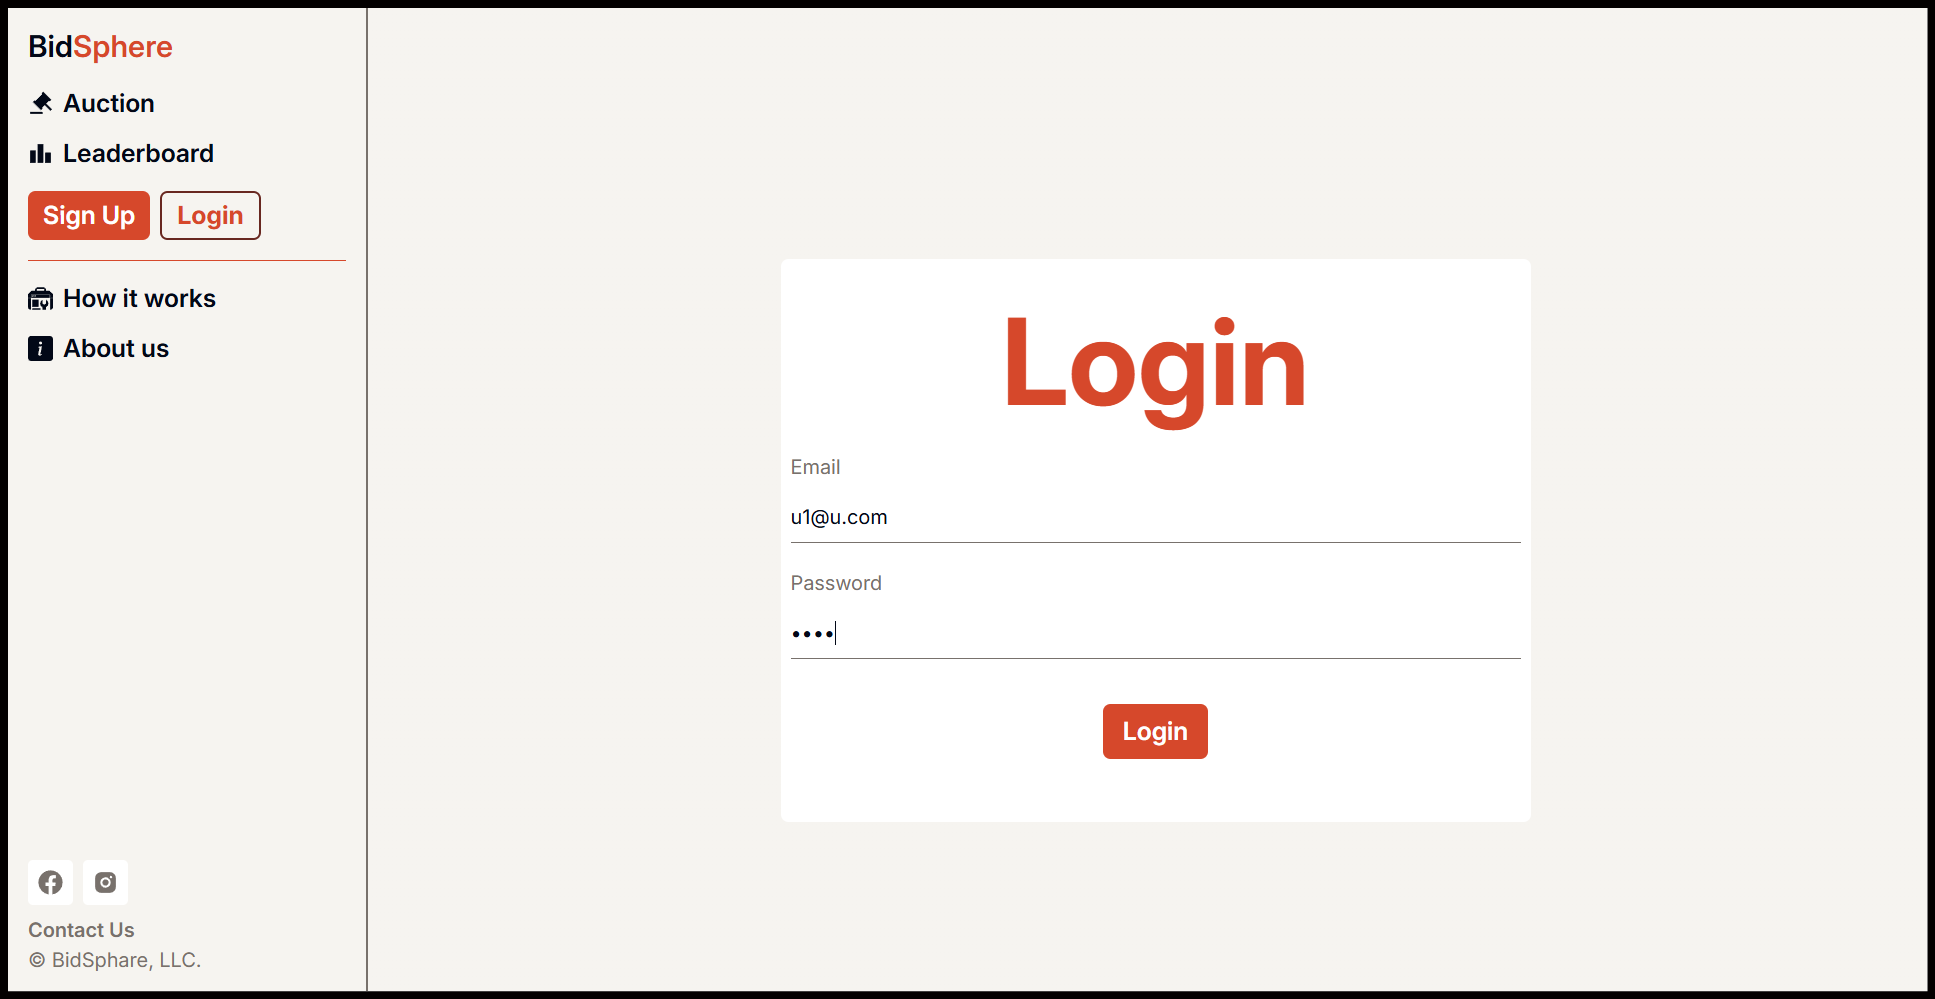 BidSphere
Auction
Leaderboard
Sign Up
Login
How it works
About us
Contact Us
© BidSphare, LLC.
Login
Email
u1@u.com
Password
••••
Login